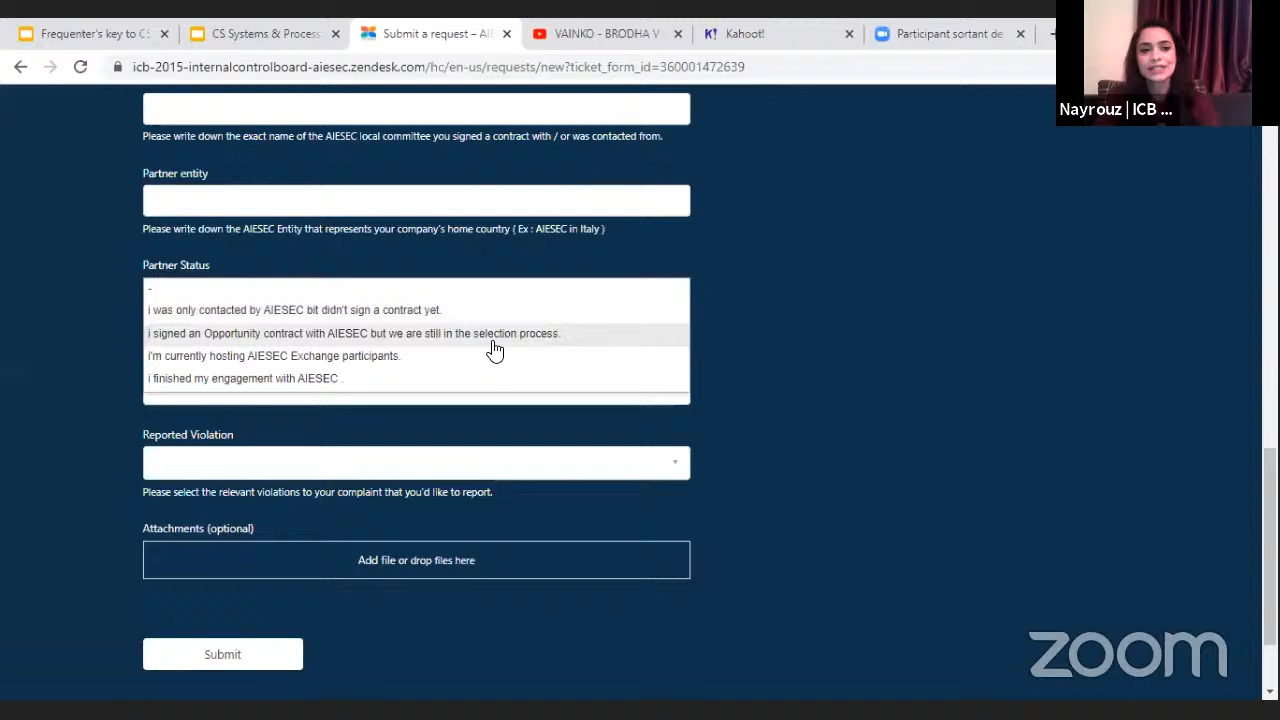 Frequenter's key to CS
CS Systems & Process
Submit a request – AIE
VAINKO - BRODHA V
Kahoot!
Participant sortant de
icb-2015-internalcontrolboard-aiesec.zendesk.com/hc/en-us/requests/new?ticket_form_id=360001472639
Nayrouz | ICB ...
Please write down the exact name of the AIESEC local committee you signed a contract with / or was contacted from.
Partner entity
Please write down the AIESEC Entity that represents your company's home country ( Ex : AIESEC in Italy )
Partner Status
-
i was only contacted by AIESEC bit didn't sign a contract yet.
i signed an Opportunity contract with AIESEC but we are still in the selection process.
i'm currently hosting AIESEC Exchange participants.
i finished my engagement with AIESEC .
Reported Violation
Please select the relevant violations to your complaint that you'd like to report.
Attachments (optional)
Add file or drop files here
Submit
zoom